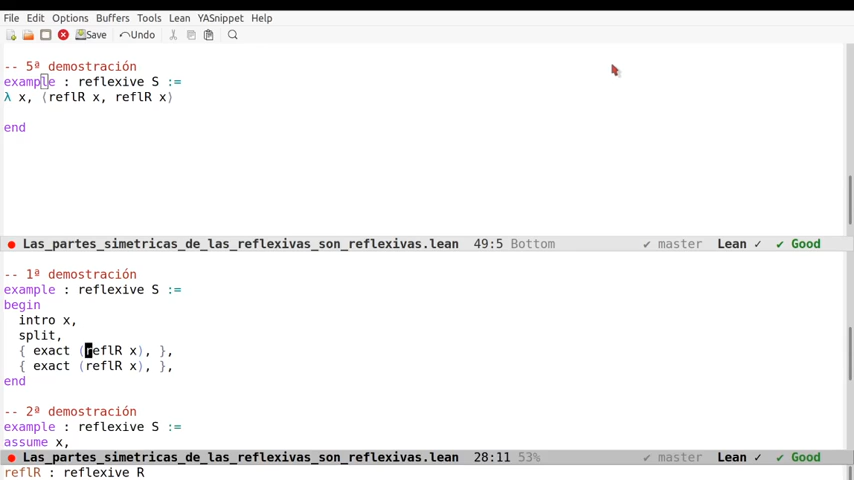 File Edit Options Buffers Tools Lean YASnippet Help
Save Undo
-- 5ª demostración
example : reflexive S :=
λ x, ⟨reflR x, reflR x⟩
end
Las_partes_simetricas_de_las_reflexivas_son_reflexivas.lean 49:5 Bottom ✔ master Lean ✓ ✔ Good
-- 1ª demostración
example : reflexive S :=
begin
intro x,
split,
{ exact (reflR x), },
{ exact (reflR x), },
end
-- 2ª demostración
example : reflexive S :=
assume x,
Las_partes_simetricas_de_las_reflexivas_son_reflexivas.lean 28:11 53% ✔ master Lean ✓ ✔ Good
reflR : reflexive R